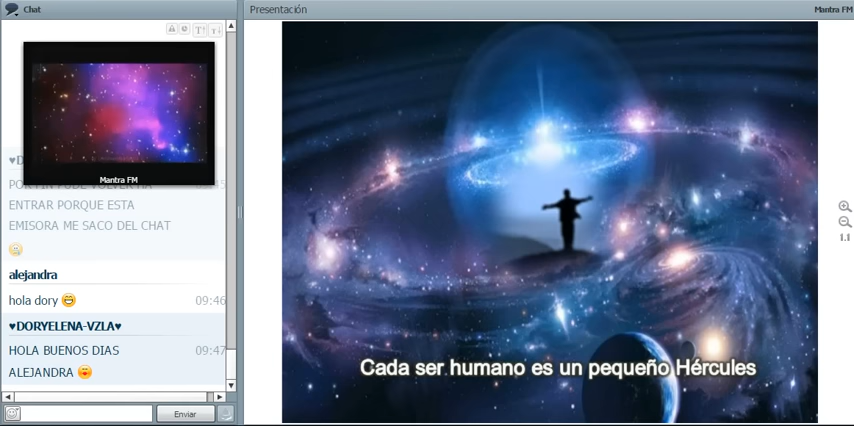 Chat
Mantra FM
♥D
POR FIN PUDE VOLVER HA
ENTRAR PORQUE ESTA
EMISORA ME SACO DEL CHAT
alejandra
hola dory 09:46
♥DORYELENA-VZLA♥
HOLA BUENOS DIAS 09:47
ALEJANDRA
Enviar
Presentación
Mantra FM
Cada ser humano es un pequeño Hércules
1.1